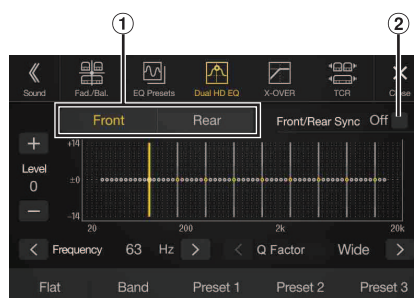 1 2
Sound Fad./Bal. EQ Presets Dual HD EQ X-OVER TCR Close
Front Rear Front/Rear Sync Off
+14
Level
0
±0
-14
20 200 2k 20k
< Frequency 63 Hz > < Q Factor Wide >
Flat Band Preset 1 Preset 2 Preset 3